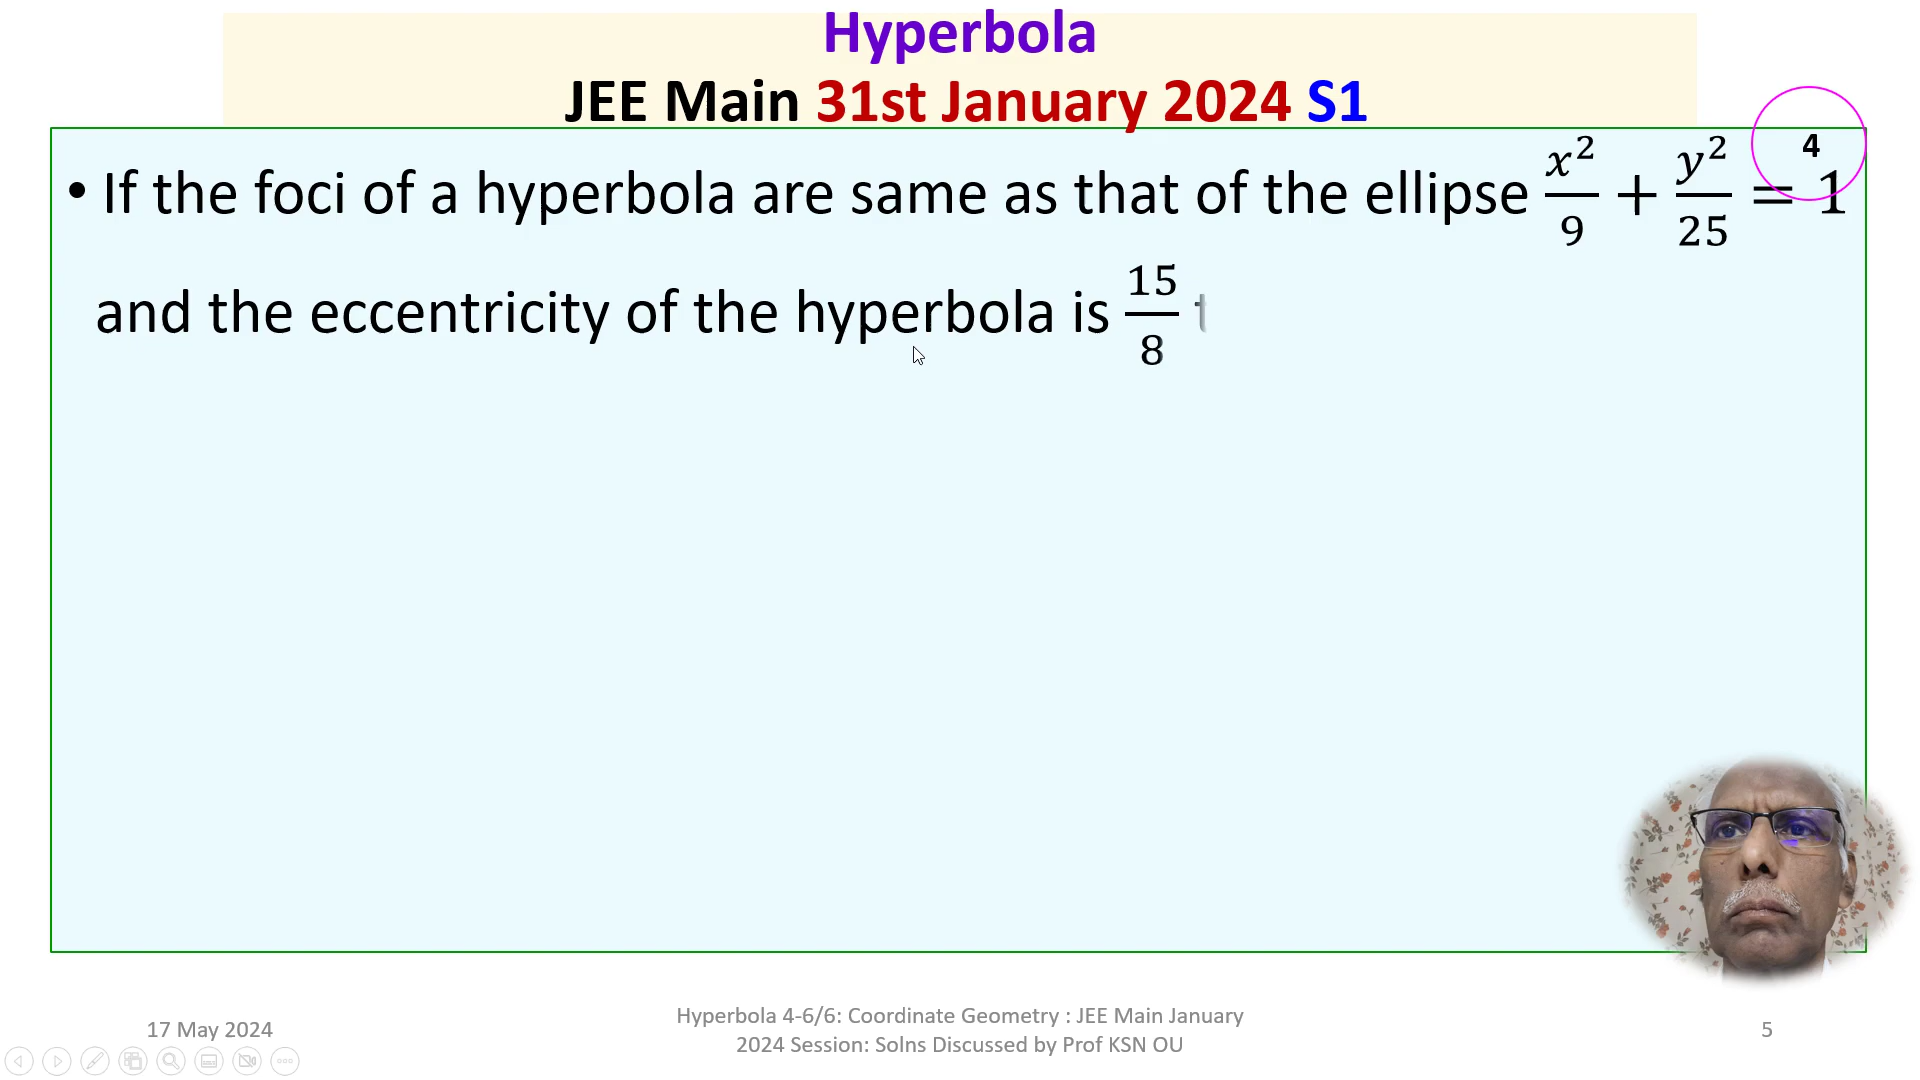 Hyperbola
JEE Main 31st January 2024 S1
4
• If the foci of a hyperbola are same as that of the ellipse x²/9 + y²/25 = 1
and the eccentricity of the hyperbola is 15/8
17 May 2024
Hyperbola 4-6/6: Coordinate Geometry : JEE Main January
2024 Session: Solns Discussed by Prof KSN OU
5